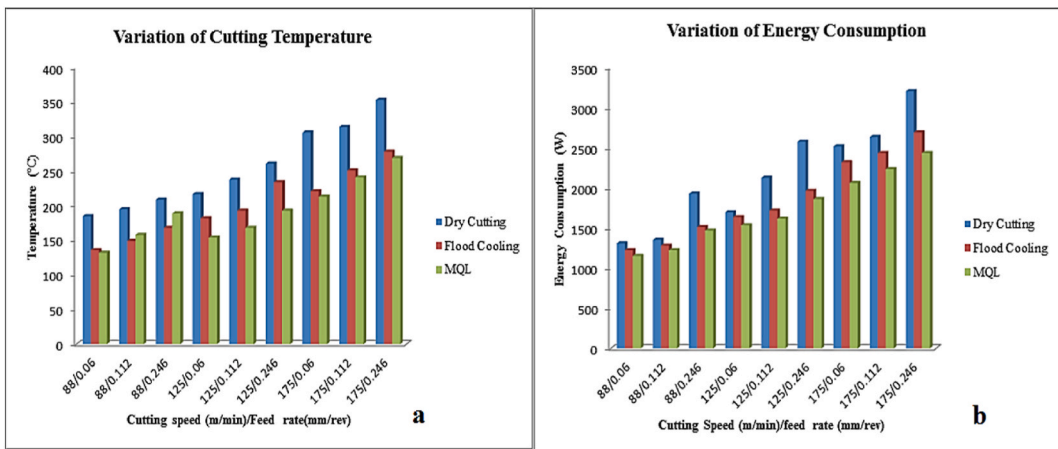 Variation of Cutting Temperature
400
350
300
250
200
150
100
50
0
Temperature (°C)
88/0.06
88/0.112
88/0.246
125/0.06
125/0.112
125/0.246
175/0.06
175/0.112
175/0.246
Cutting speed (m/min)/Feed rate(mm/rev)
Dry Cutting
Flood Cooling
MQL
a
Variation of Energy Consumption
3500
3000
2500
2000
1500
1000
500
0
Energy Consumption (W)
88/0.06
88/0.112
88/0.246
125/0.06
125/0.112
125/0.246
175/0.06
175/0.112
175/0.246
Cutting Speed (m/min)/feed rate (mm/rev)
Dry Cutting
Flood Cooling
MQL
b